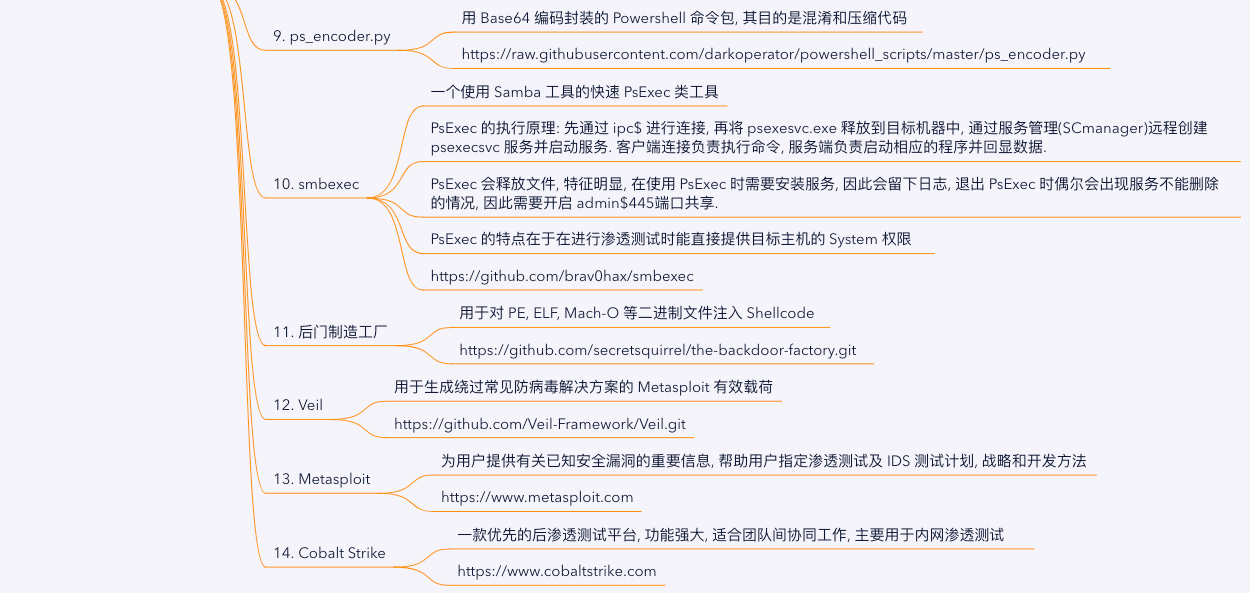 9. ps_encoder.py
用 Base64 编码封装的 Powershell 命令包, 其目的是混淆和压缩代码
https://raw.githubusercontent.com/darkoperator/powershell_scripts/master/ps_encoder.py
10. smbexec
一个使用 Samba 工具的快速 PsExec 类工具
PsExec 的执行原理: 先通过 ipc$ 进行连接, 再将 psexesvc.exe 释放到目标机器中, 通过服务管理(SCmanager)远程创建
psexecsvc 服务并启动服务. 客户端连接负责执行命令, 服务端负责启动相应的程序并回显数据.
PsExec 会释放文件, 特征明显, 在使用 PsExec 时需要安装服务, 因此会留下日志, 退出 PsExec 时偶尔会出现服务不能删除
的情况, 因此需要开启 admin$445端口共享.
PsExec 的特点在于在进行渗透测试时能直接提供目标主机的 System 权限
https://github.com/brav0hax/smbexec
11. 后门制造工厂
用于对 PE, ELF, Mach-O 等二进制文件注入 Shellcode
https://github.com/secretsquirrel/the-backdoor-factory.git
12. Veil
用于生成绕过常见防病毒解决方案的 Metasploit 有效载荷
https://github.com/Veil-Framework/Veil.git
13. Metasploit
为用户提供有关已知安全漏洞的重要信息, 帮助用户指定渗透测试及 IDS 测试计划, 战略和开发方法
https://www.metasploit.com
14. Cobalt Strike
一款优先的后渗透测试平台, 功能强大, 适合团队间协同工作, 主要用于内网渗透测试
https://www.cobaltstrike.com